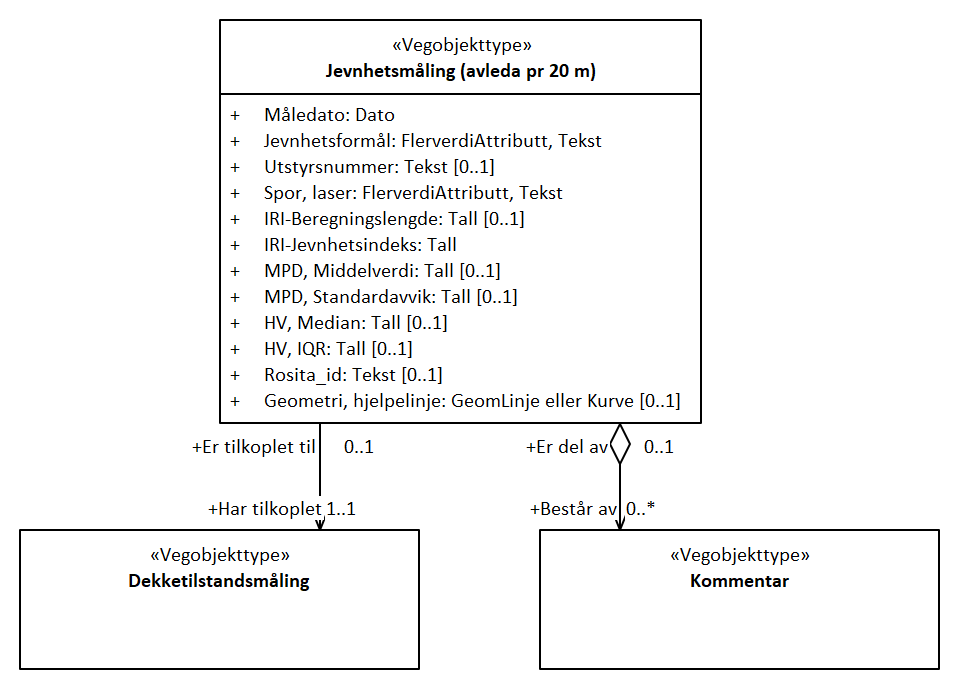 «Vegobjekttype»
Jevnhetsmåling (avleda pr 20 m)
+ Måledato: Dato
+ Jevnhetsformål: FlerverdiAttributt, Tekst
+ Utstyrsnummer: Tekst [0..1]
+ Spor, laser: FlerverdiAttributt, Tekst
+ IRI-Beregningslengde: Tall [0..1]
+ IRI-Jevnhetsindeks: Tall
+ MPD, Middelverdi: Tall [0..1]
+ MPD, Standardavvik: Tall [0..1]
+ HV, Median: Tall [0..1]
+ HV, IQR: Tall [0..1]
+ Rosita_id: Tekst [0..1]
+ Geometri, hjelpelinje: GeomLinje eller Kurve [0..1]
+Er tilkoplet til 0..1
+Er del av 0..1
+Har tilkoplet 1..1
+Består av 0..*
«Vegobjekttype»
Dekketilstandsmåling
«Vegobjekttype»
Kommentar